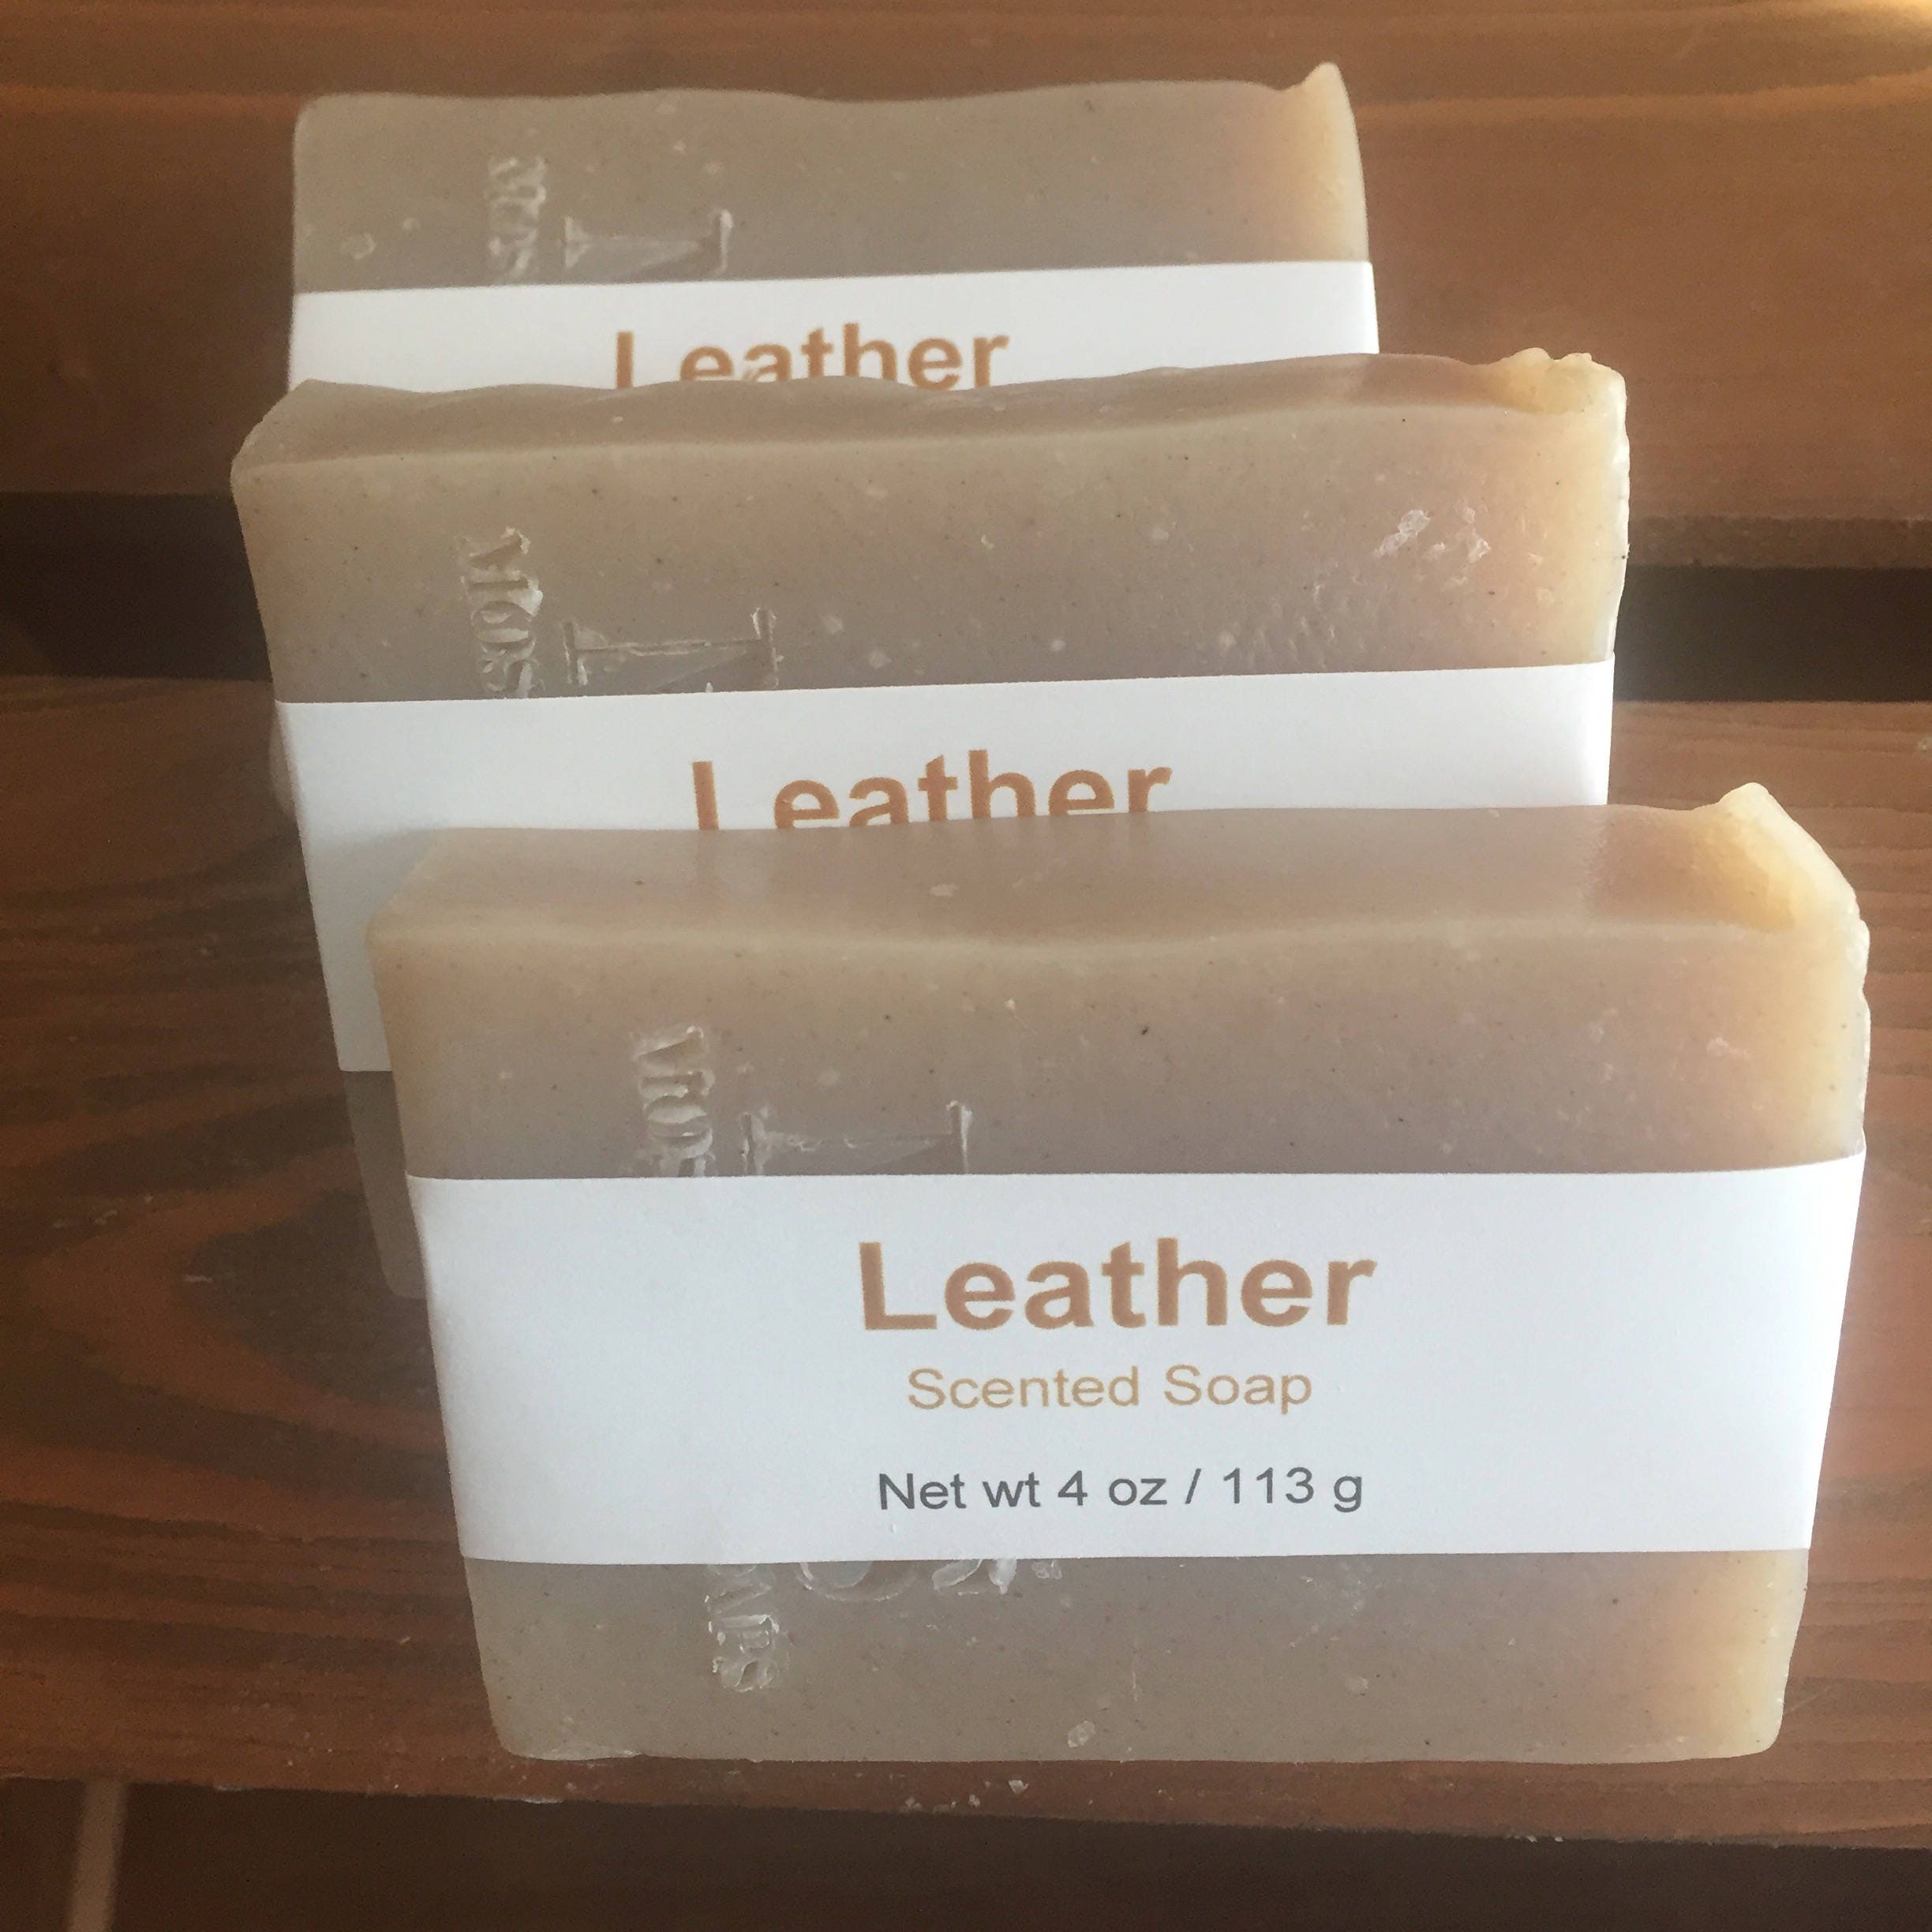 Leather
Leather
Leather
Scented Soap
Net wt 4 oz / 113 g